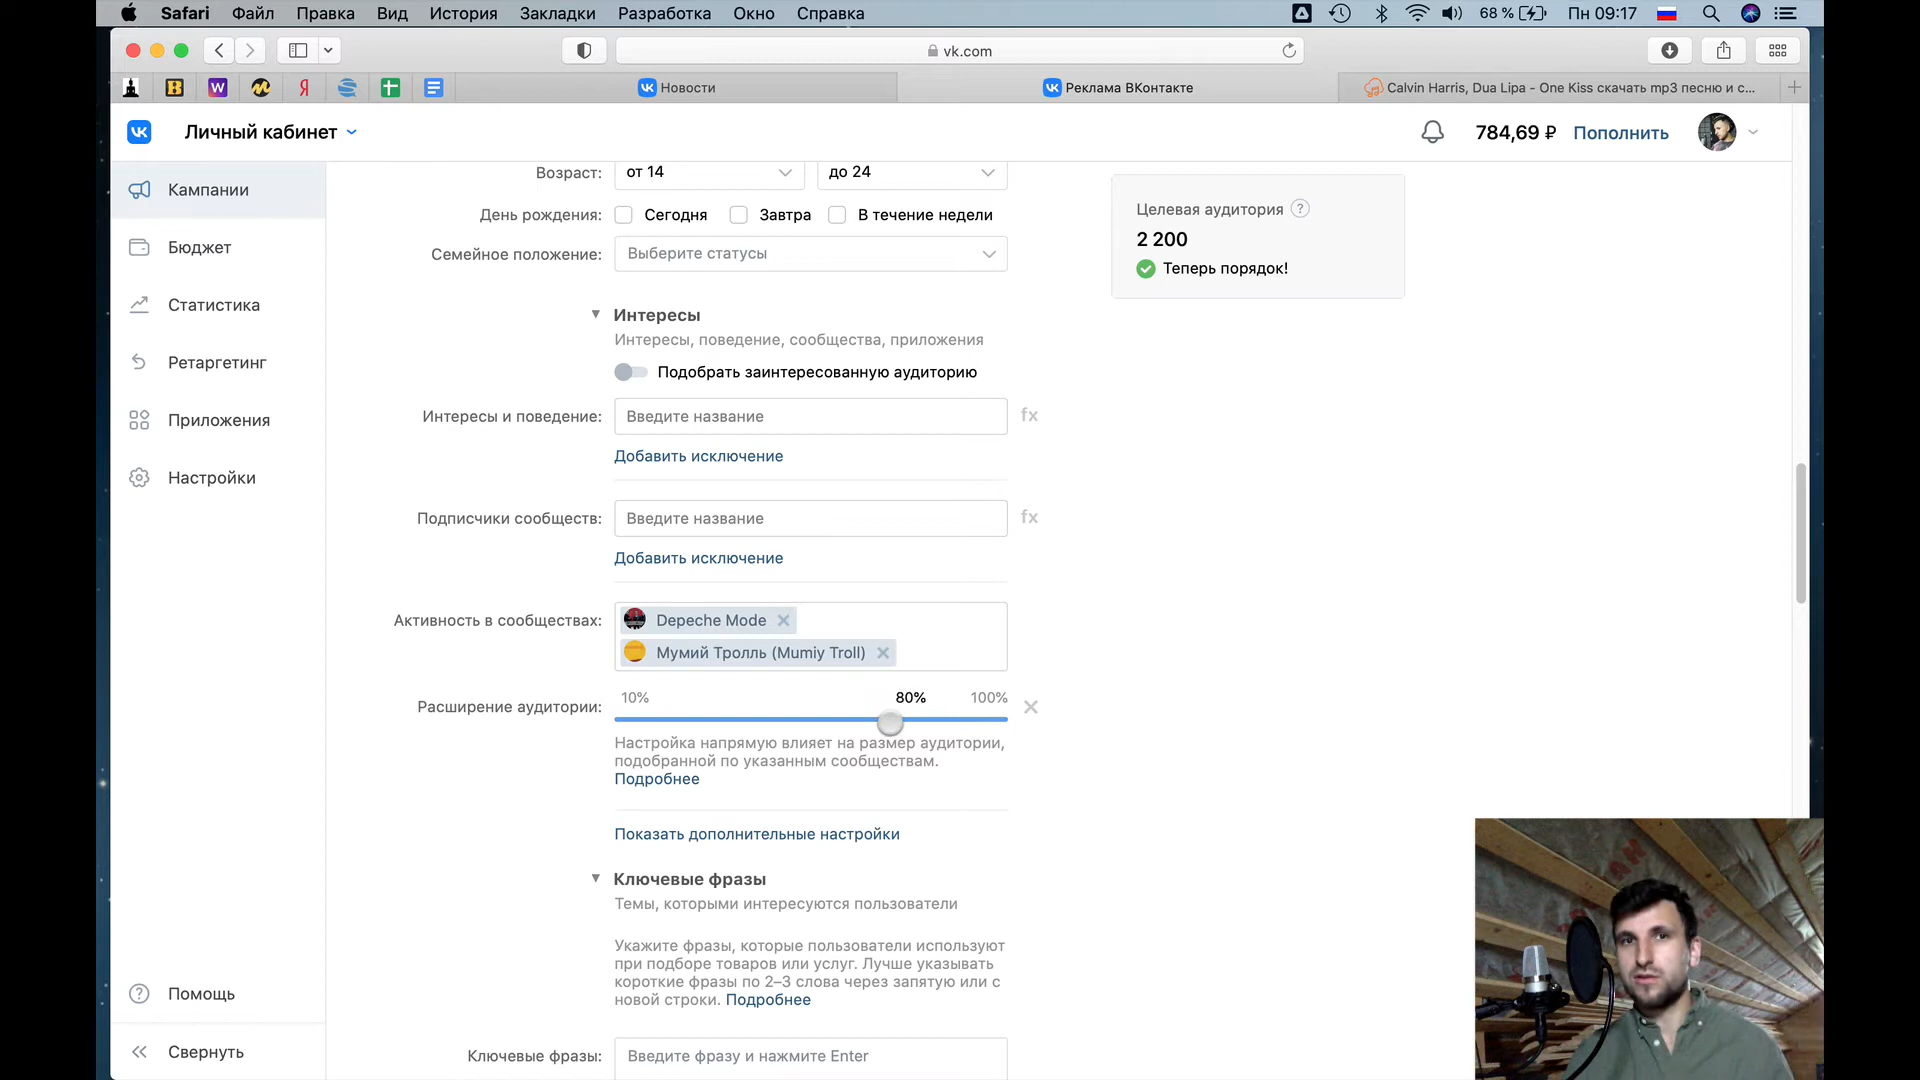 Safari Файл Правка Вид История Закладки Разработка Окно Справка 68 % Пн 09:17
vk.com
B W Я Новости Реклама ВКонтакте Calvin Harris, Dua Lipa - One Kiss скачать mp3 песню и с...
Личный кабинет 784,69 ₽ Пополнить
Кампании
Бюджет
Статистика
Ретаргетинг
Приложения
Настройки
Помощь
Свернуть
Возраст: от 14 до 24
День рождения: Сегодня Завтра В течение недели
Семейное положение: Выберите статусы
Интересы
Интересы, поведение, сообщества, приложения
Подобрать заинтересованную аудиторию
Интересы и поведение: Введите название fx
Добавить исключение
Подписчики сообществ: Введите название fx
Добавить исключение
Активность в сообществах: Depeche Mode
Мумий Тролль (Mumiy Troll)
10% 80% 100%
Расширение аудитории:
Настройка напрямую влияет на размер аудитории,
подобранной по указанным сообществам.
Подробнее
Показать дополнительные настройки
Ключевые фразы
Темы, которыми интересуются пользователи
Укажите фразы, которые пользователи используют
при подборе товаров или услуг. Лучше указывать
короткие фразы по 2–3 слова через запятую или с
новой строки. Подробнее
Ключевые фразы: Введите фразу и нажмите Enter
Целевая аудитория ?
2 200
Теперь порядок!